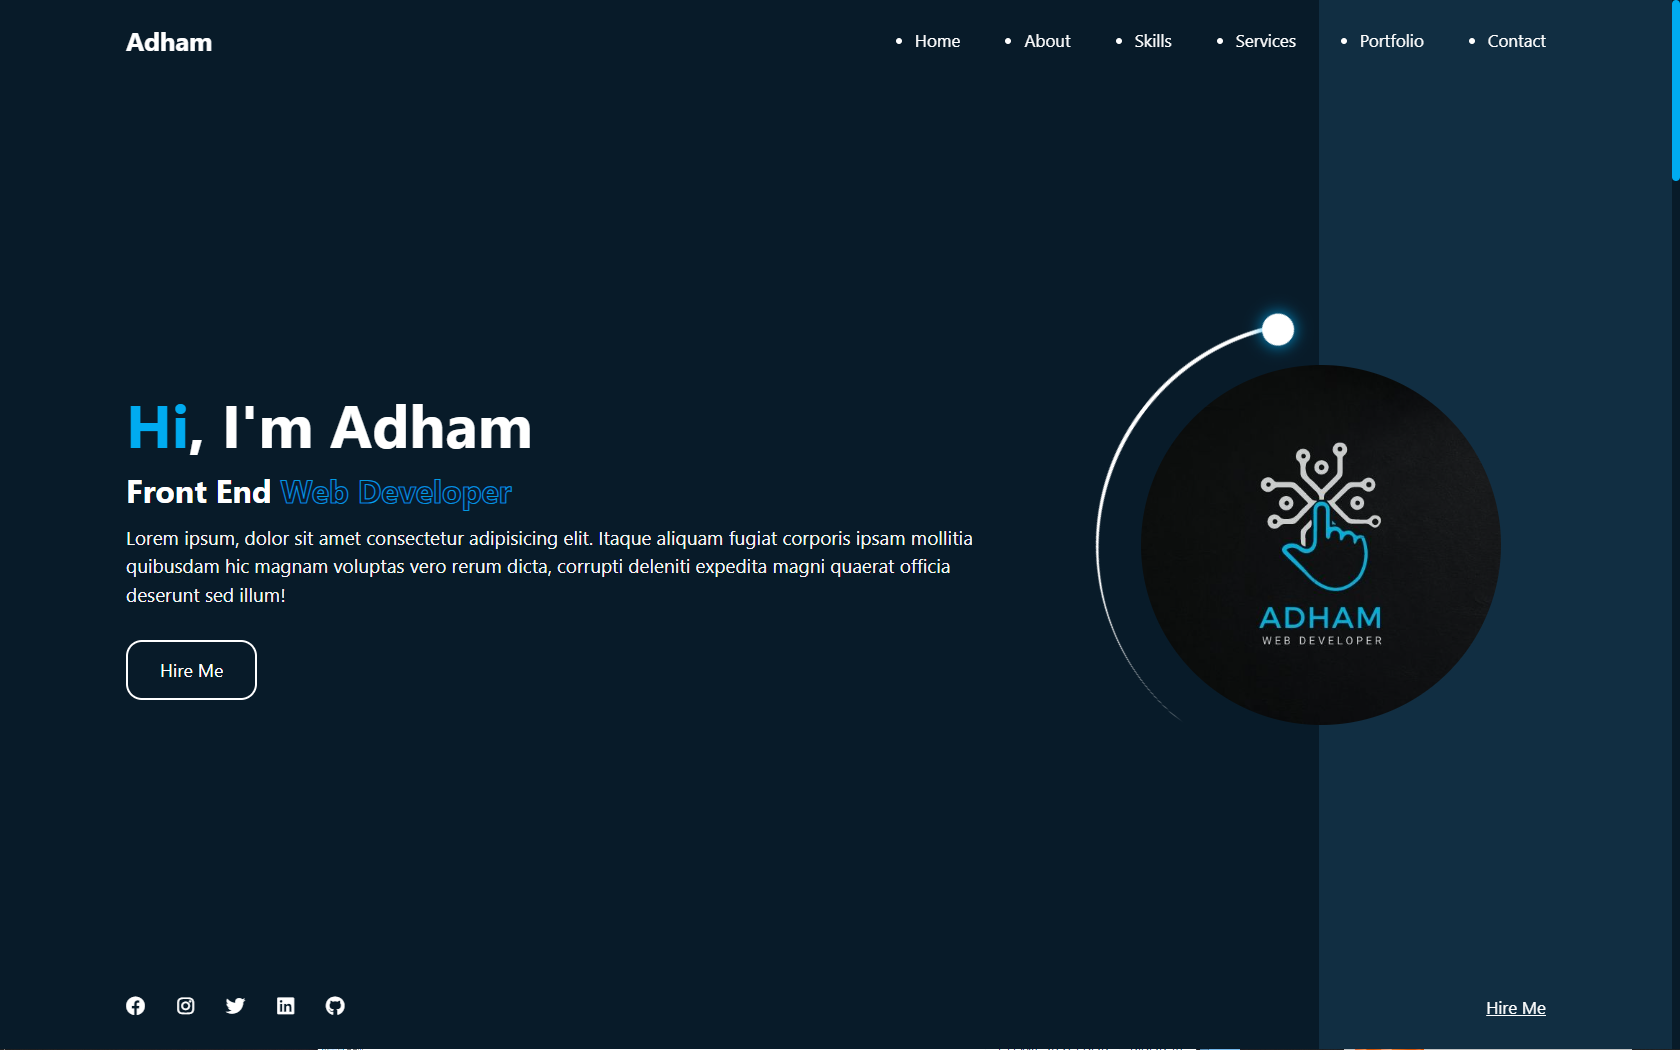 Adham
• Home • About • Skills • Services • Portfolio • Contact
Hi, I'm Adham
Front End Web Developer
Lorem ipsum, dolor sit amet consectetur adipisicing elit. Itaque aliquam fugiat corporis ipsam mollitia
quibusdam hic magnam voluptas vero rerum dicta, corrupti deleniti expedita magni quaerat officia
deserunt sed illum!
Hire Me
ADHAM
WEB DEVELOPER
Hire Me